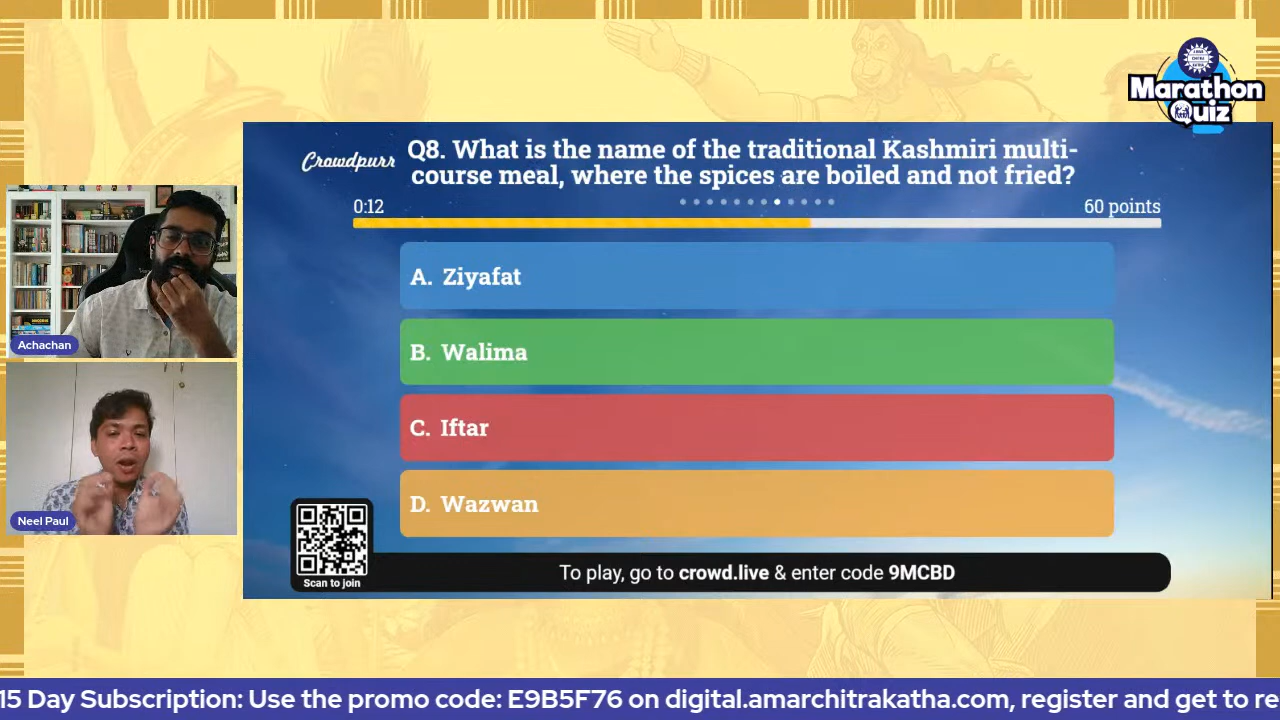 Marathon
Quiz
Crowdpurr
Q8. What is the name of the traditional Kashmiri multi-
course meal, where the spices are boiled and not fried?
0:12
60 points
A. Ziyafat
B. Walima
C. Iftar
D. Wazwan
Achachan
Neel Paul
Scan to join
To play, go to crowd.live & enter code 9MCBD
15 Day Subscription: Use the promo code: E9B5F76 on digital.amarchitrakatha.com, register and get to re